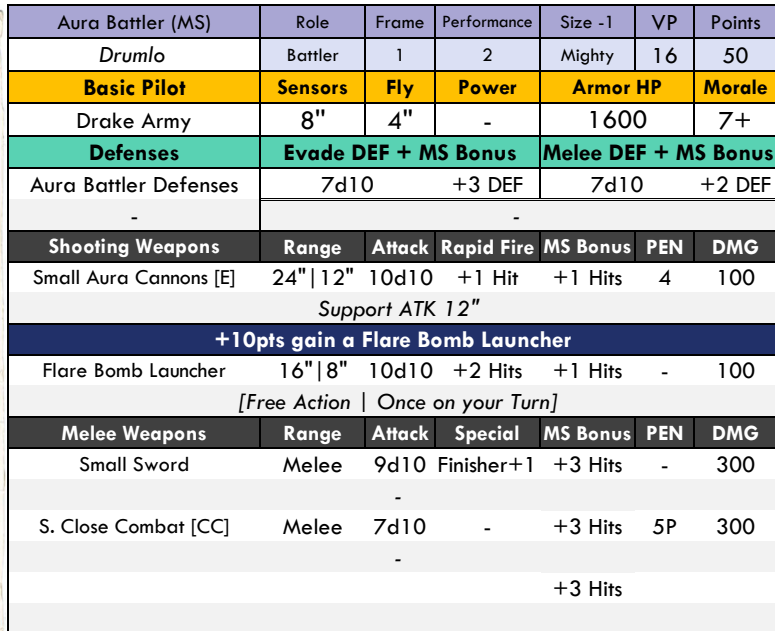 Aura Battler (MS) Role Frame Performance Size -1 VP Points
Drumlo Battler 1 2 Mighty 16 50
Basic Pilot Sensors Fly Power Armor HP Morale
Drake Army 8" 4" - 1600 7+
Defenses Evade DEF + MS Bonus Melee DEF + MS Bonus
Aura Battler Defenses 7d10 +3 DEF 7d10 +2 DEF
- -
Shooting Weapons Range Attack Rapid Fire MS Bonus PEN DMG
Small Aura Cannons [E] 24"|12" 10d10 +1 Hit +1 Hits 4 100
Support ATK 12"
+10pts gain a Flare Bomb Launcher
Flare Bomb Launcher 16"|8" 10d10 +2 Hits +1 Hits - 100
[Free Action | Once on your Turn]
Melee Weapons Range Attack Special MS Bonus PEN DMG
Small Sword Melee 9d10 Finisher+1 +3 Hits - 300
-
S. Close Combat [CC] Melee 7d10 - +3 Hits 5P 300
-
+3 Hits